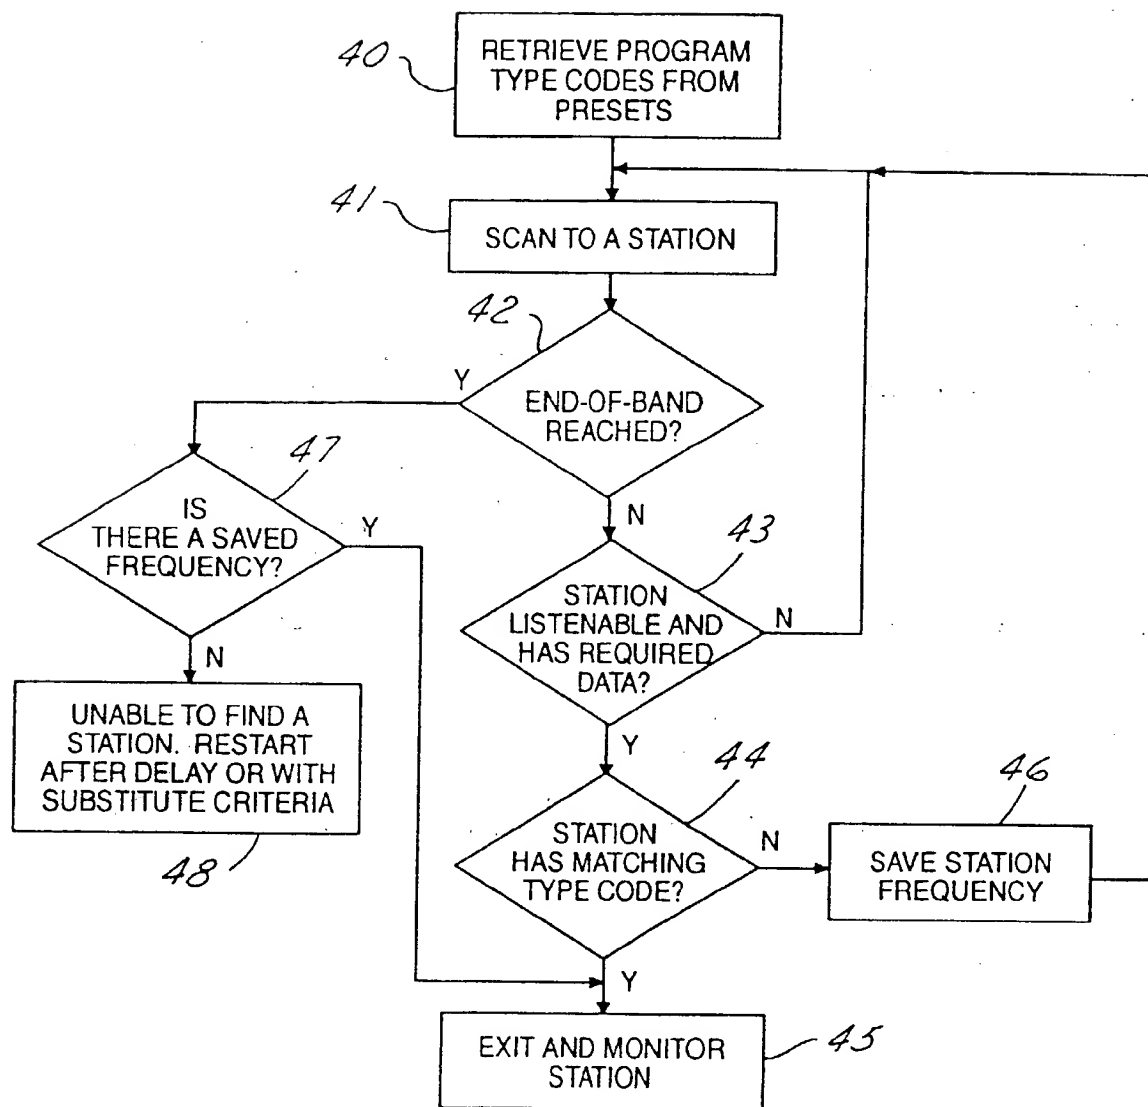 40
RETRIEVE PROGRAM
TYPE CODES FROM
PRESETS
41
SCAN TO A STATION
42
Y
END-OF-BAND
REACHED?
N
47
IS
THERE A SAVED
FREQUENCY?
Y
N
43
STATION
LISTENABLE AND
HAS REQUIRED
DATA?
N
Y
UNABLE TO FIND A
STATION. RESTART
AFTER DELAY OR WITH
SUBSTITUTE CRITERIA
48
44
STATION
HAS MATCHING
TYPE CODE?
N
Y
46
SAVE STATION
FREQUENCY
EXIT AND MONITOR
STATION
45